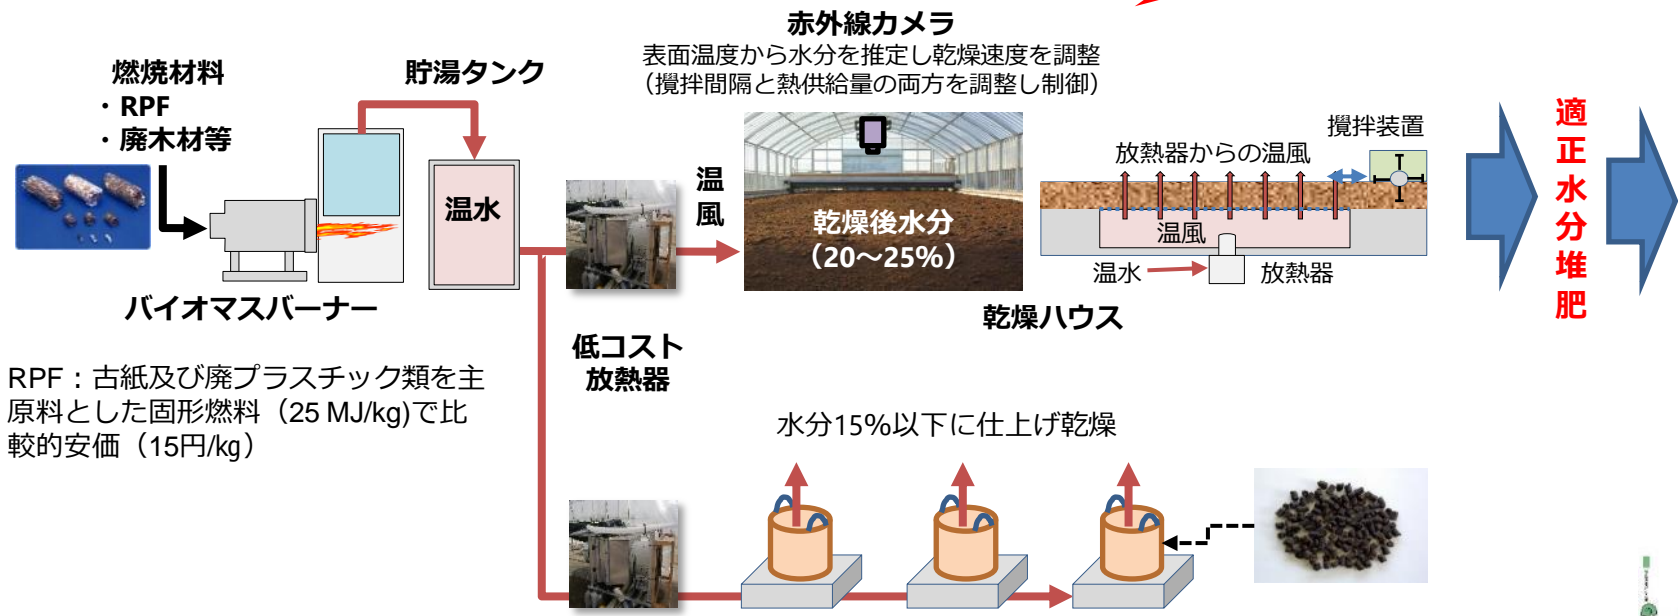 赤外線カメラ
表面温度から水分を推定し乾燥速度を調整
（攪拌間隔と熱供給量の両方を調整し制御）
燃焼材料
・RPF
・廃木材等
貯湯タンク
温水
温風
乾燥後水分
（20～25%）
攪拌装置
放熱器からの温風
温風
温水
放熱器
適正水分堆肥
バイオマスバーナー
乾燥ハウス
低コスト
放熱器
RPF：古紙及び廃プラスチック類を主
原料とした固形燃料（25 MJ/kg)で比
較的安価（15円/kg）
水分15%以下に仕上げ乾燥